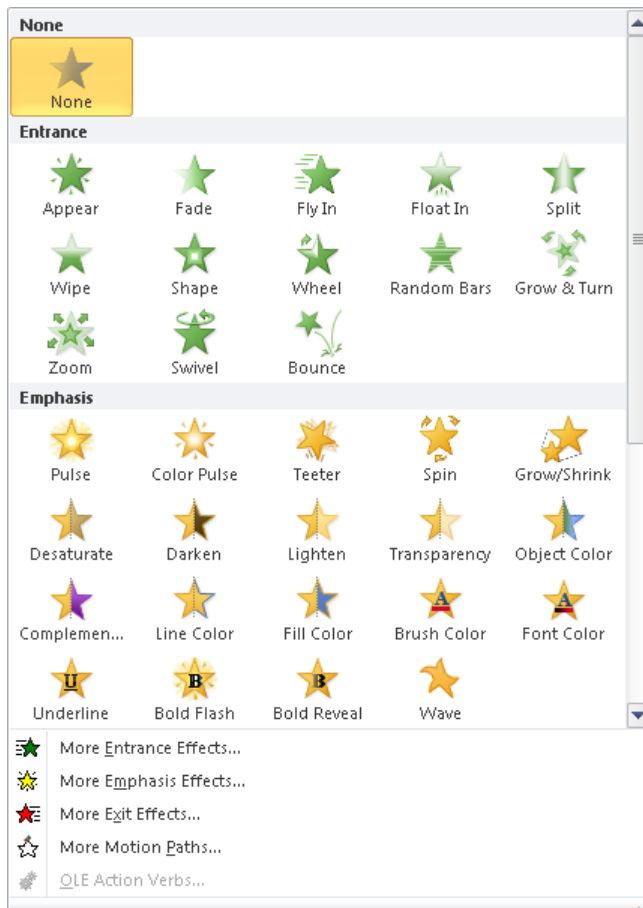 None
None
Entrance
Appear Fade Fly In Float In Split
Wipe Shape Wheel Random Bars Grow & Turn
Zoom Swivel Bounce
Emphasis
Pulse Color Pulse Teeter Spin Grow/Shrink
Desaturate Darken Lighten Transparency Object Color
Complemen... Line Color Fill Color Brush Color Font Color
Underline Bold Flash Bold Reveal Wave
More Entrance Effects...
More Emphasis Effects...
More Exit Effects...
More Motion Paths...
OLE Action Verbs...